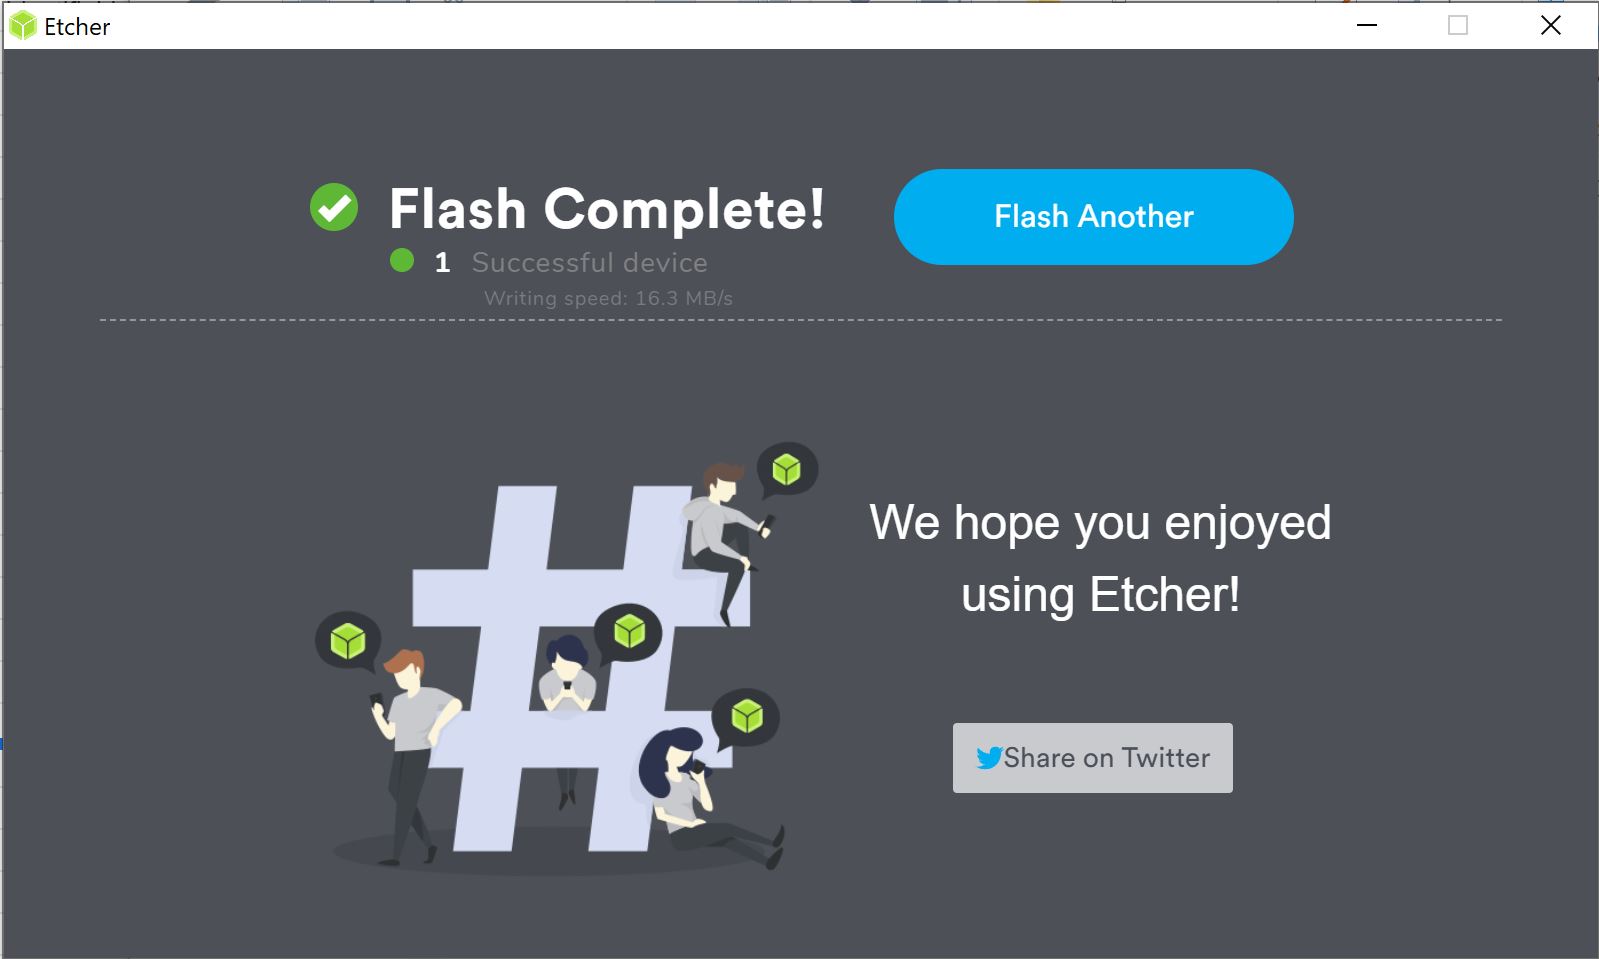 Etcher
Flash Complete!
Flash Another
1 Successful device
Writing speed: 16.3 MB/s
We hope you enjoyed
using Etcher!
Share on Twitter